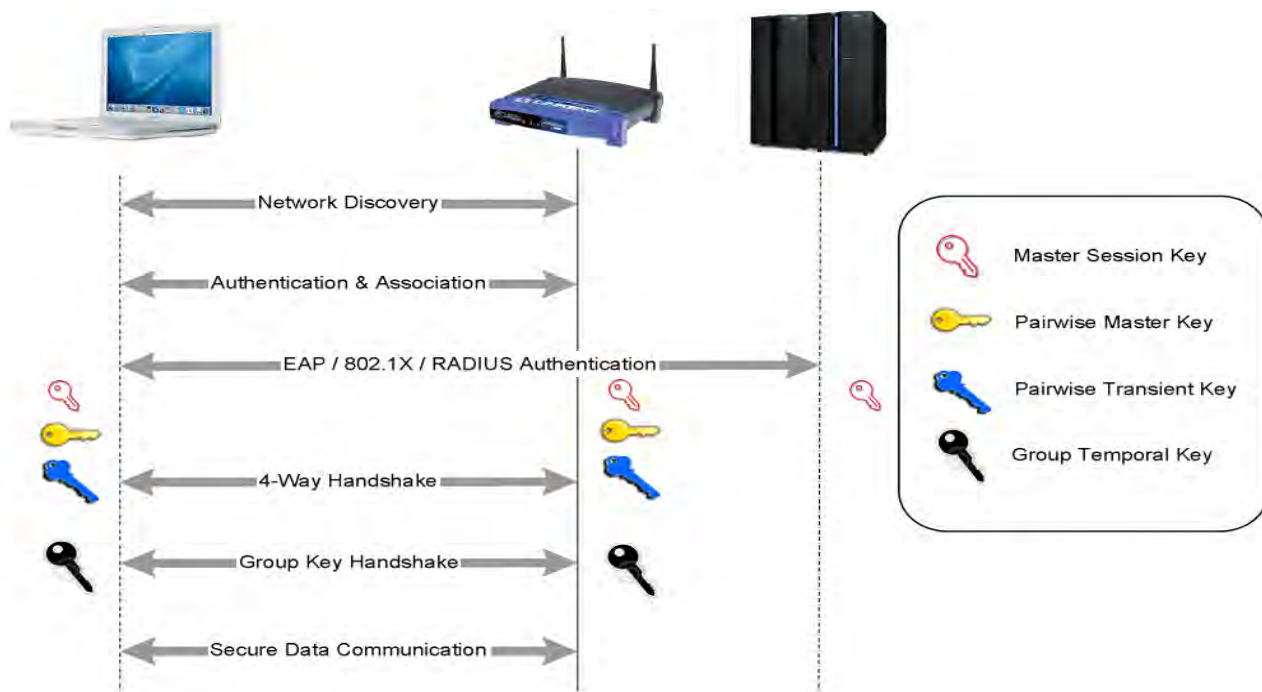 LINKSYS
Network Discovery
Authentication & Association
EAP / 802.1X / RADIUS Authentication
4-Way Handshake
Group Key Handshake
Secure Data Communication
Master Session Key
Pairwise Master Key
Pairwise Transient Key
Group Temporal Key